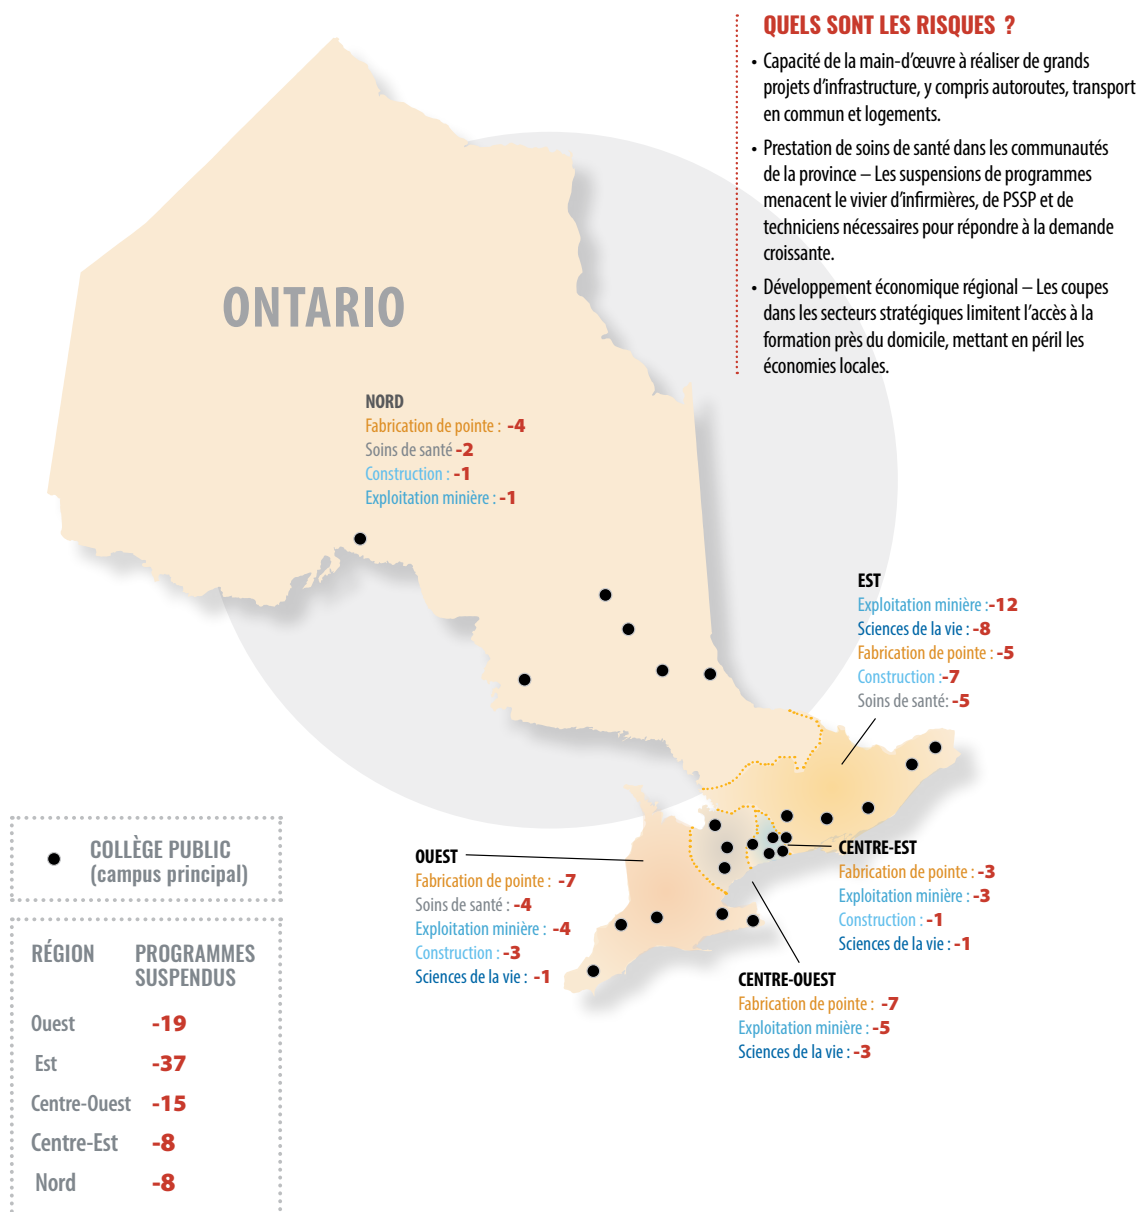 QUELS SONT LES RISQUES ?
• Capacité de la main-d'œuvre à réaliser de grands
projets d'infrastructure, y compris autoroutes, transport
en commun et logements.
• Prestation de soins de santé dans les communautés
de la province – Les suspensions de programmes
menacent le vivier d'infirmières, de PSSP et de
techniciens nécessaires pour répondre à la demande
croissante.
• Développement économique régional – Les coupes
dans les secteurs stratégiques limitent l'accès à la
formation près du domicile, mettant en péril les
économies locales.
ONTARIO
NORD
Fabrication de pointe : -4
Soins de santé -2
Construction : -1
Exploitation minière : -1
EST
Exploitation minière :-12
Sciences de la vie : -8
Fabrication de pointe : -5
Construction :-7
Soins de santé: -5
OUEST
Fabrication de pointe : -7
Soins de santé : -4
Exploitation minière : -4
Construction : -3
Sciences de la vie : -1
CENTRE-EST
Fabrication de pointe : -3
Exploitation minière : -3
Construction : -1
Sciences de la vie : -1
CENTRE-OUEST
Fabrication de pointe : -7
Exploitation minière : -5
Sciences de la vie : -3
COLLÈGE PUBLIC
(campus principal)
RÉGION PROGRAMMES
SUSPENDUS
Ouest -19
Est -37
Centre-Ouest -15
Centre-Est -8
Nord -8